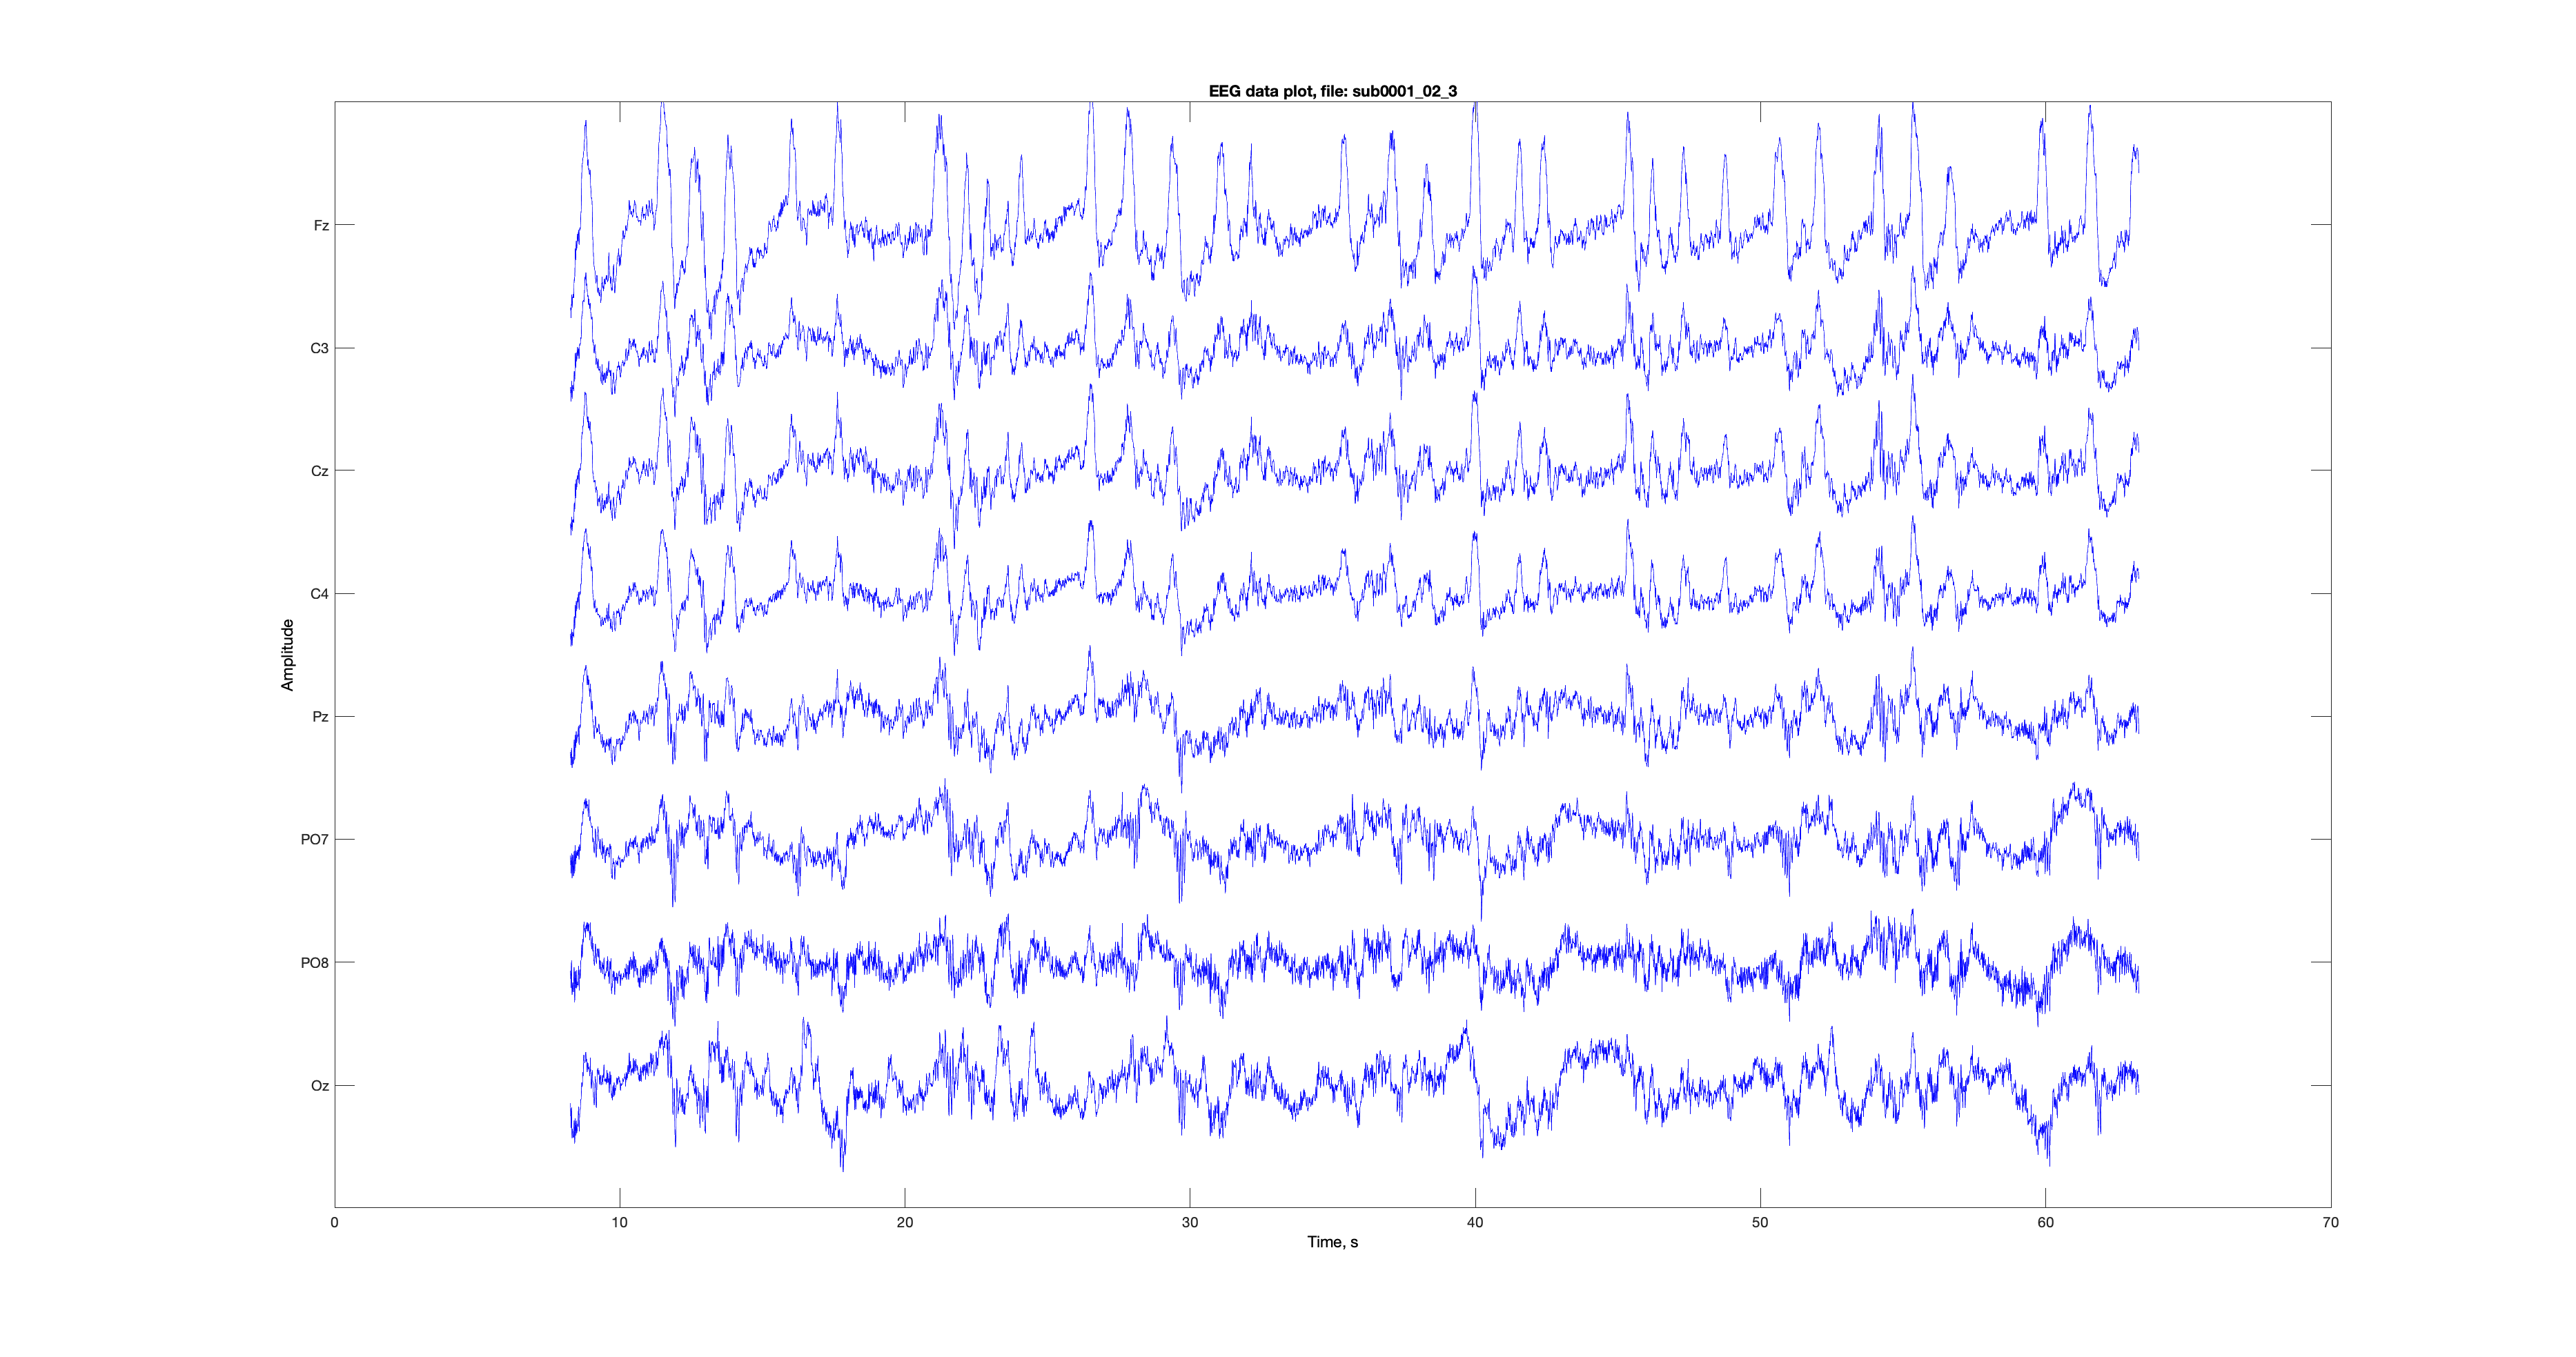 EEG data plot, file: sub0001_02_3
Fz
C3
Cz
C4
Pz
PO7
PO8
Oz
Amplitude
0 10 20 30 40 50 60 70
Time, s